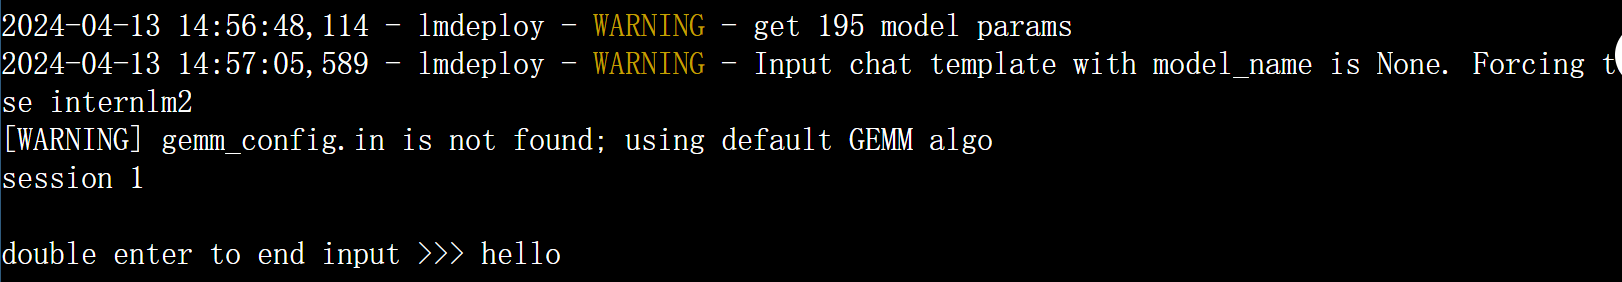 2024-04-13 14:56:48,114 - lmdeploy - WARNING - get 195 model params
2024-04-13 14:57:05,589 - lmdeploy - WARNING - Input chat template with model_name is None. Forcing t
se internlm2
[WARNING] gemm_config.in is not found; using default GEMM algo
session 1
double enter to end input >>> hello